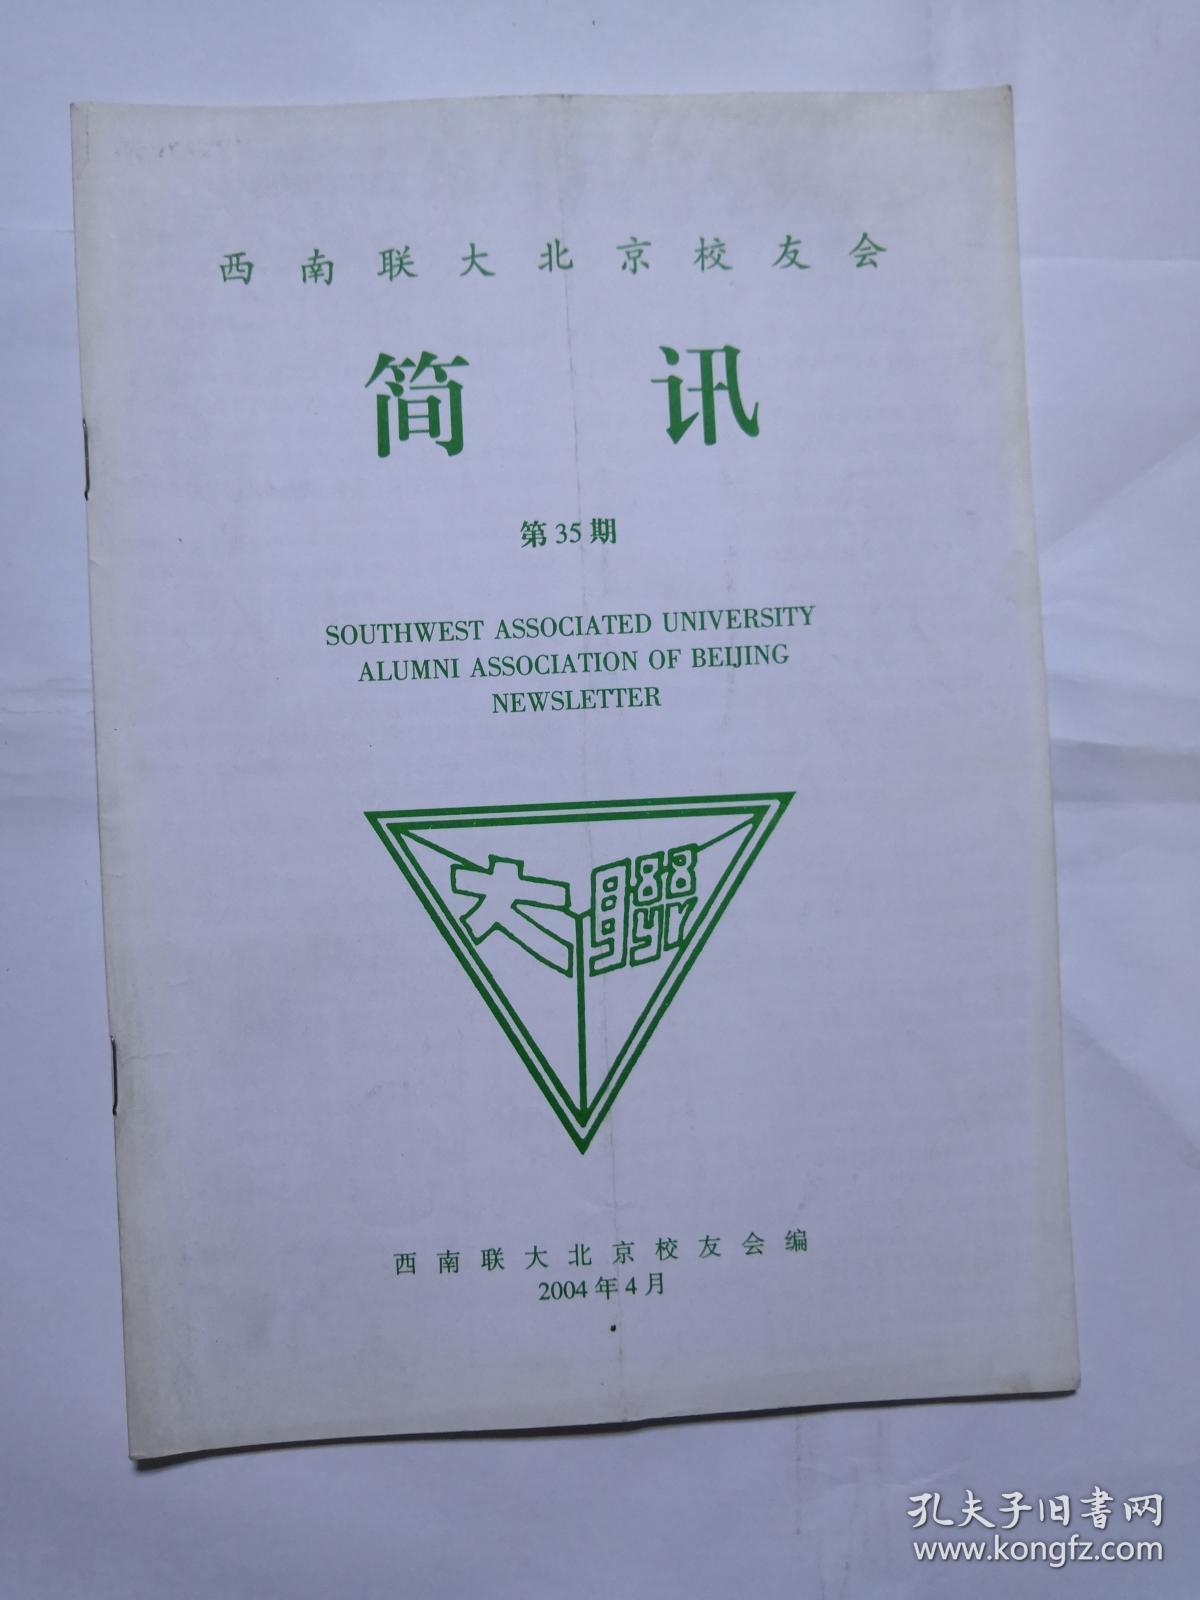 西南联大北京校友会
简讯
第35期
SOUTHWEST ASSOCIATED UNIVERSITY
ALUMNI ASSOCIATION OF BEIJING
NEWSLETTER
大聯
西南联大北京校友会编
2004年4月
孔夫子旧书网
www.kongfz.com